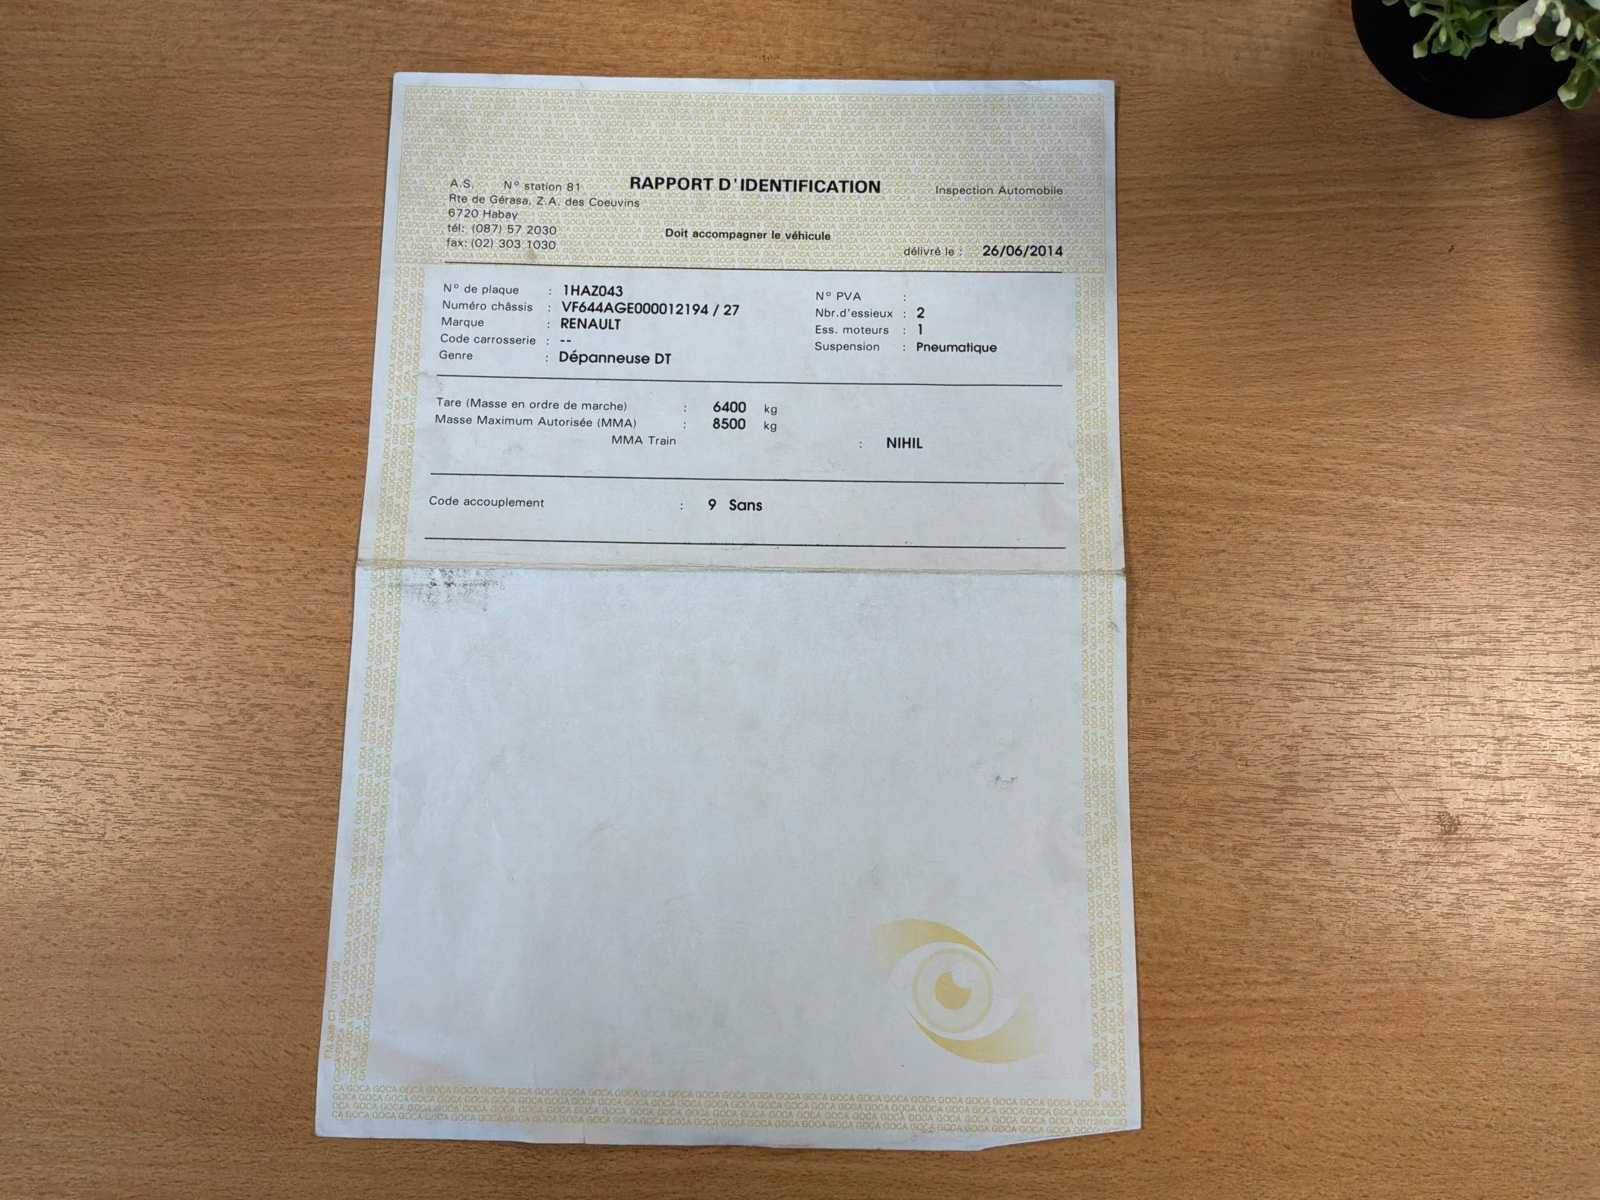 A.S. N° station 81
RAPPORT D'IDENTIFICATION
Inspection Automobile
Rte de Gérasa, Z.A. des Coeuvins
6720 Habay
tél: (087) 57 2030
fax: (02) 303 1030
Doit accompagner le véhicule
délivré le : 26/06/2014
N° de plaque : 1HAZ043
Numéro châssis : VF644AGE000012194 / 27
Marque : RENAULT
Code carrosserie : --
Genre : Dépanneuse DT
N° PVA :
Nbr.d'essieux : 2
Ess. moteurs : 1
Suspension : Pneumatique
Tare (Masse en ordre de marche) : 6400 kg
Masse Maximum Autorisée (MMA) : 8500 kg
MMA Train : NIHIL
Code accouplement : 9 Sans